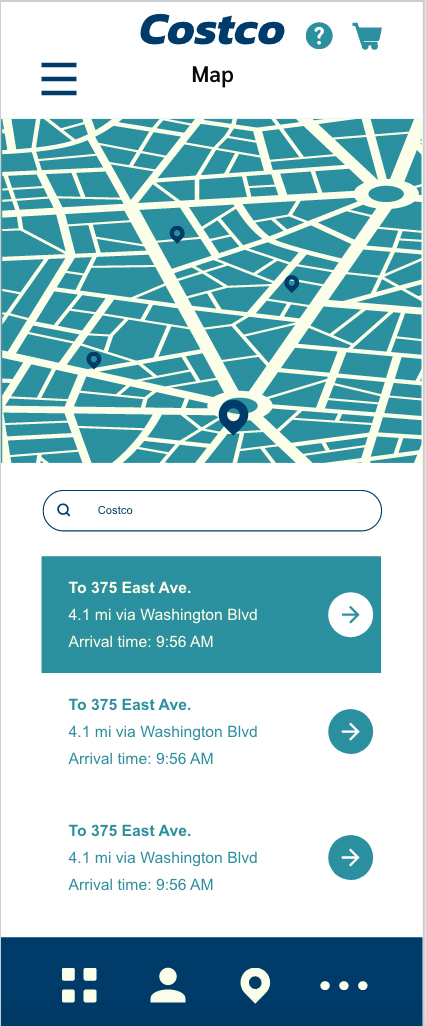 Costco
?
Map
Costco
To 375 East Ave.
4.1 mi via Washington Blvd
Arrival time: 9:56 AM
To 375 East Ave.
4.1 mi via Washington Blvd
Arrival time: 9:56 AM
To 375 East Ave.
4.1 mi via Washington Blvd
Arrival time: 9:56 AM